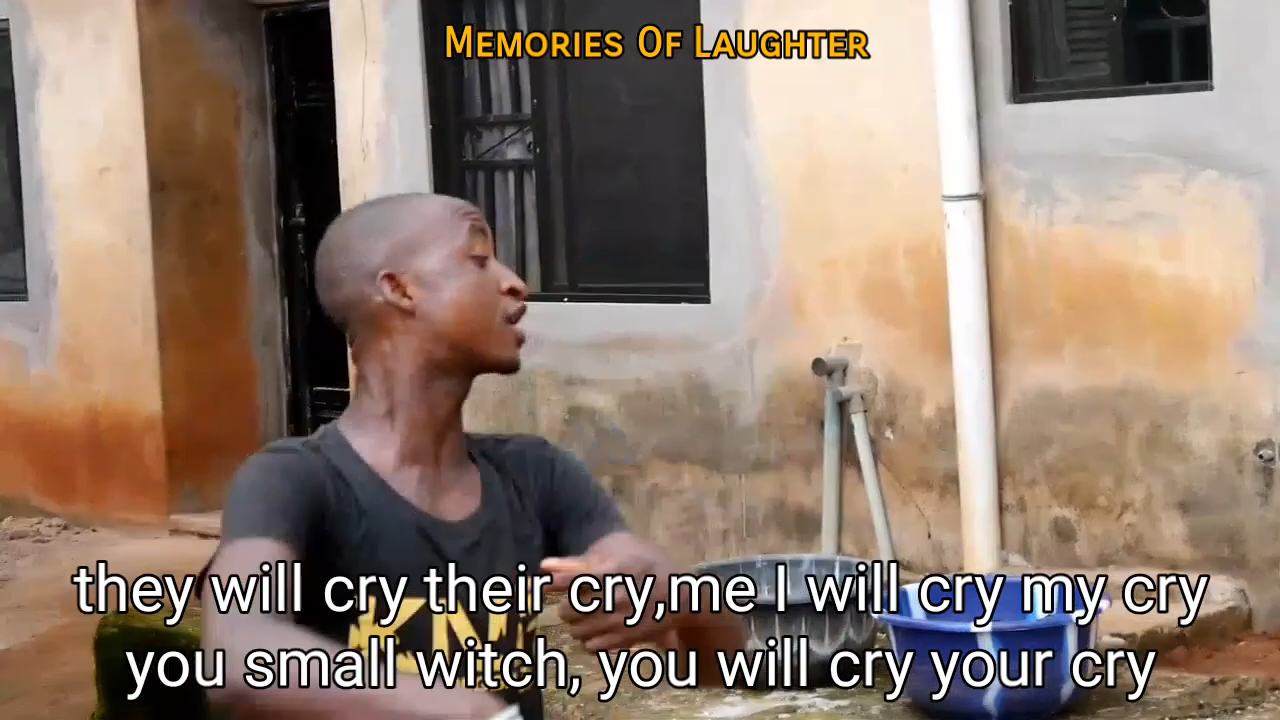 Memories Of Laughter
they will cry their cry,me I will cry my cry
you small witch, you will cry your cry